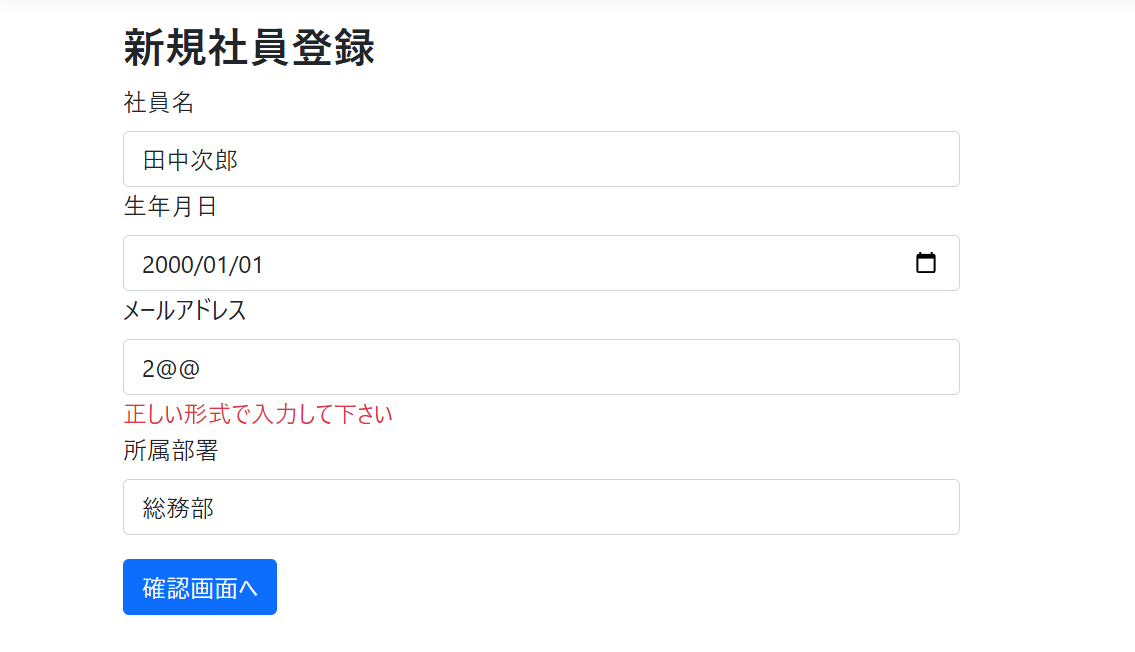 新規社員登録
社員名
田中次郎
生年月日
2000/01/01
メールアドレス
2@@
正しい形式で入力して下さい
所属部署
総務部
確認画面へ